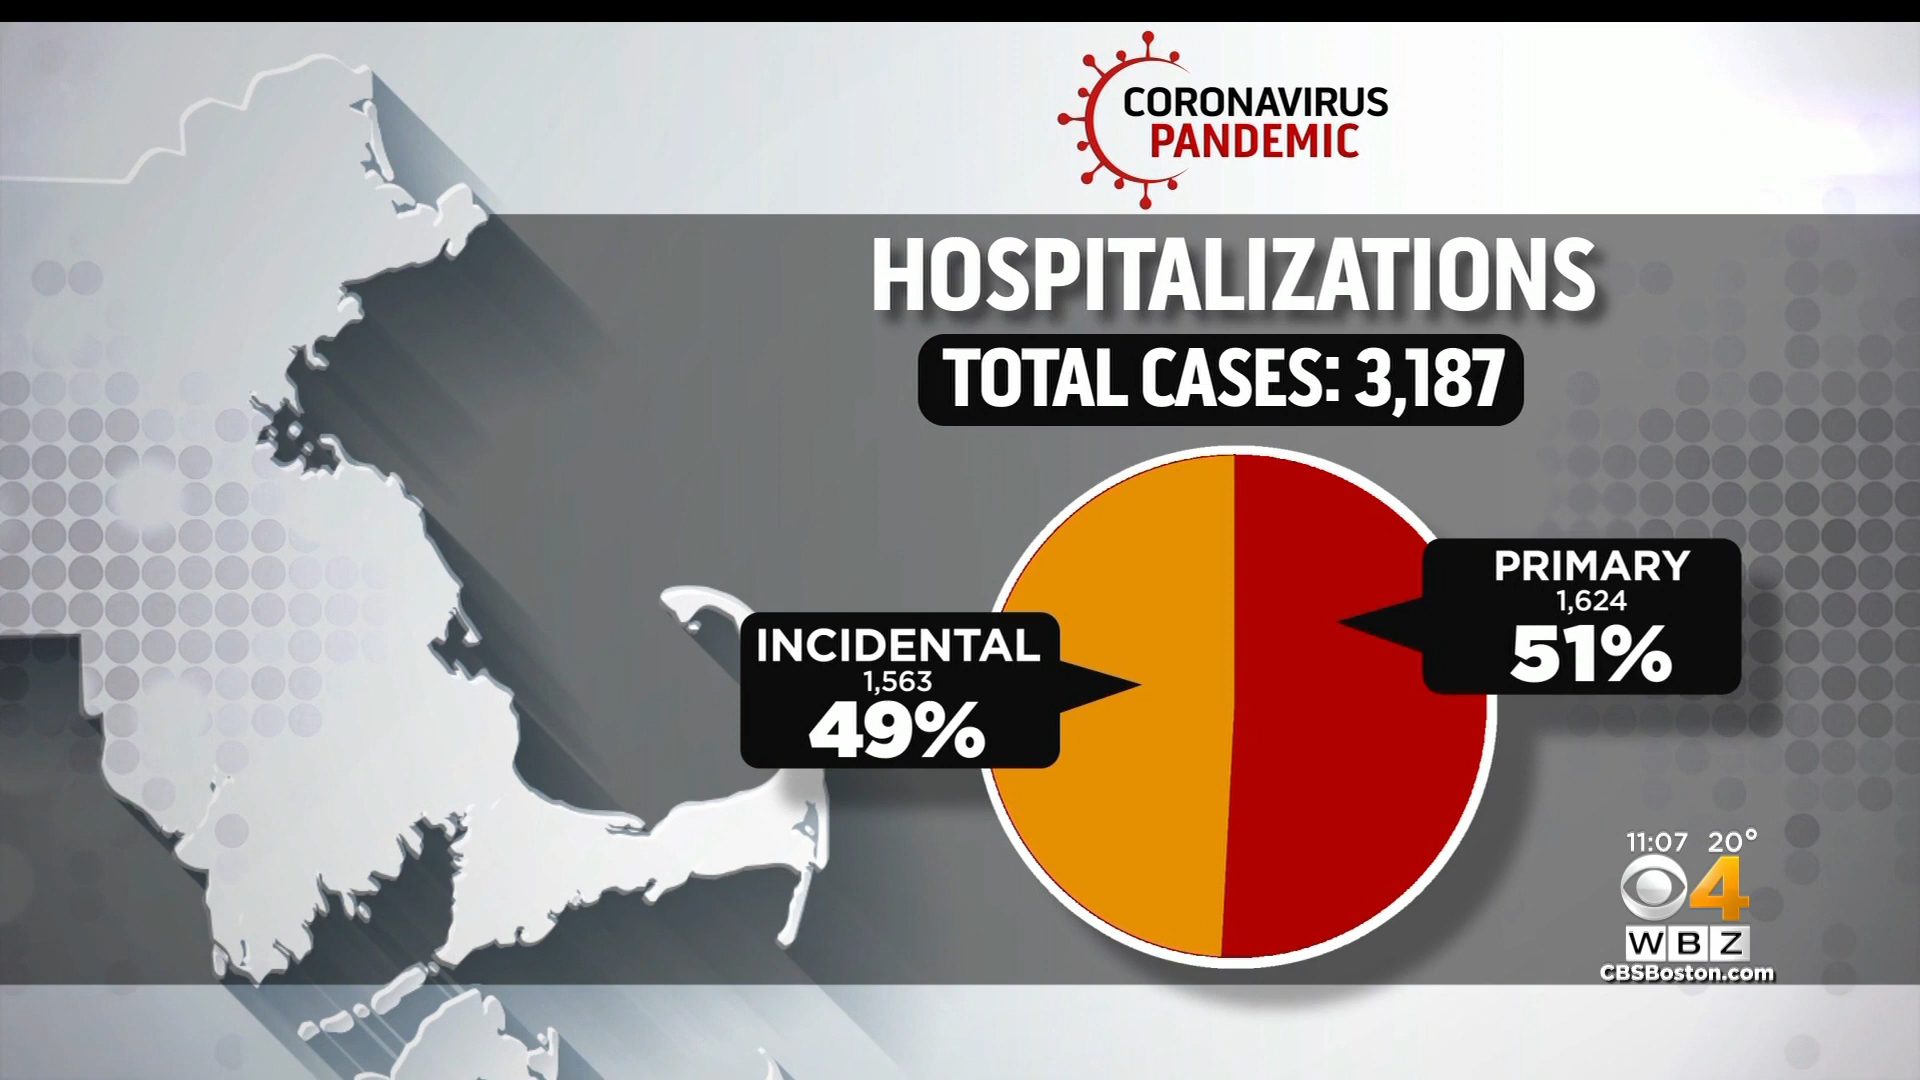 CORONAVIRUS
PANDEMIC
HOSPITALIZATIONS
TOTAL CASES: 3,187
PRIMARY
1,624
51%
INCIDENTAL
1,563
49%
11:07 20°
4
WBZ
CBSBoston.com